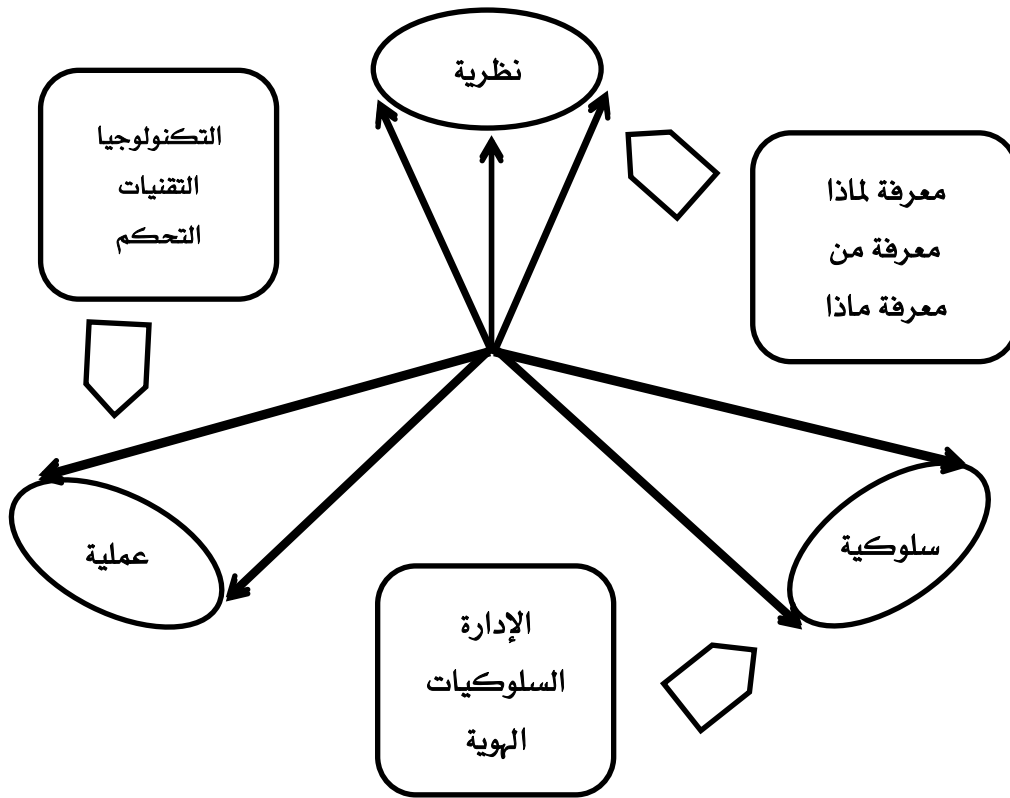 نظرية
معرفة لماذا
معرفة من
معرفة ماذا
التكنولوجيا
التقنيات
التحكم
سلوكية
عملية
الإدارة
السلوكيات
الهوية